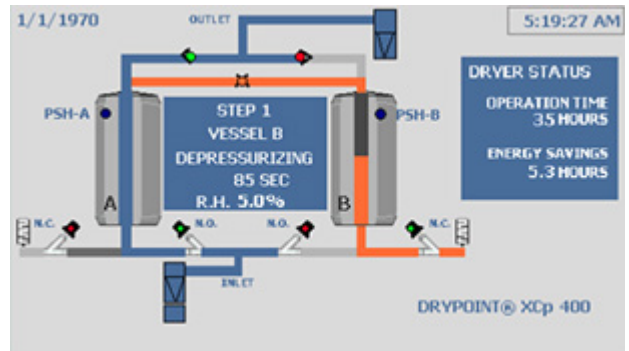 1/1/1970
OUTLET
5:19:27 AM
DRYER STATUS
OPERATION TIME
35 HOURS
ENERGY SAVINGS
5.3 HOURS
PSH-A
PSH-B
STEP 1
VESSEL B
DEPRESSURIZING
85 SEC
R.H. 5.0%
A
B
N.C.
N.O.
N.O.
N.C.
INLET
DRYPOINT® XCp 400